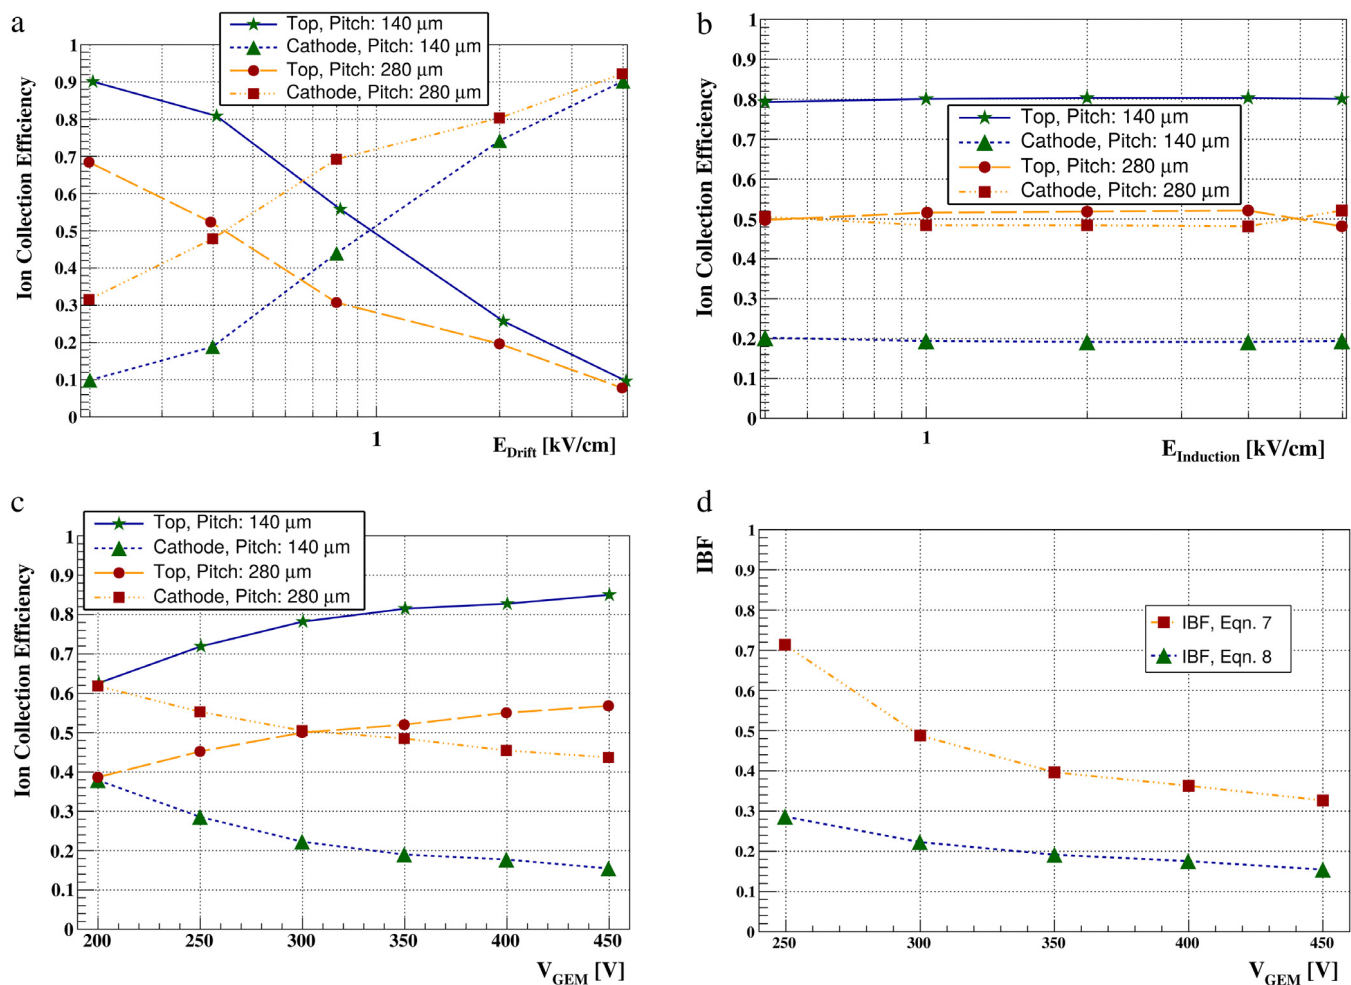 a
Top, Pitch: 140 μm
Cathode, Pitch: 140 μm
Top, Pitch: 280 μm
Cathode, Pitch: 280 μm
Ion Collection Efficiency
1
0.9
0.8
0.7
0.6
0.5
0.4
0.3
0.2
0.1
0
1
E_Drift [kV/cm]
b
Top, Pitch: 140 μm
Cathode, Pitch: 140 μm
Top, Pitch: 280 μm
Cathode, Pitch: 280 μm
Ion Collection Efficiency
1
0.9
0.8
0.7
0.6
0.5
0.4
0.3
0.2
0.1
0
1
E_Induction [kV/cm]
c
Top, Pitch: 140 μm
Cathode, Pitch: 140 μm
Top, Pitch: 280 μm
Cathode, Pitch: 280 μm
Ion Collection Efficiency
1
0.9
0.8
0.7
0.6
0.5
0.4
0.3
0.2
0.1
0
200 250 300 350 400 450
V_GEM [V]
d
IBF
IBF, Eqn. 7
IBF, Eqn. 8
1
0.9
0.8
0.7
0.6
0.5
0.4
0.3
0.2
0.1
0
250 300 350 400 450
V_GEM [V]